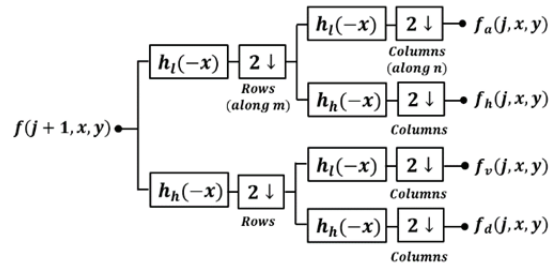 h_l(−x) 2 ↓ f_a(j, x, y)
Columns
(along n)
h_l(−x) 2 ↓
Rows
(along m)
h_h(−x) 2 ↓ f_h(j, x, y)
Columns
f(j + 1, x, y)
h_l(−x) 2 ↓ f_v(j, x, y)
Columns
h_h(−x) 2 ↓
Rows
h_h(−x) 2 ↓ f_d(j, x, y)
Columns